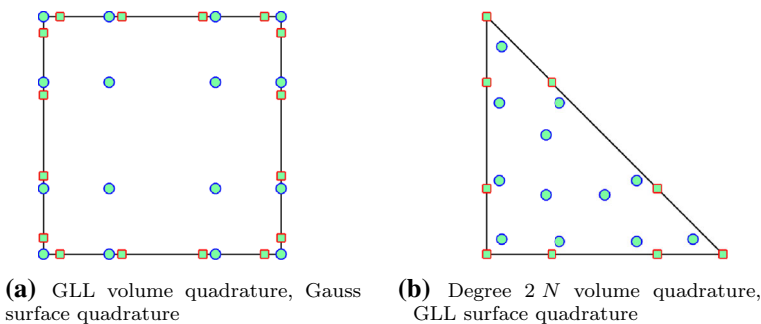 (a) GLL volume quadrature, Gauss
surface quadrature
(b) Degree 2 N volume quadrature,
GLL surface quadrature